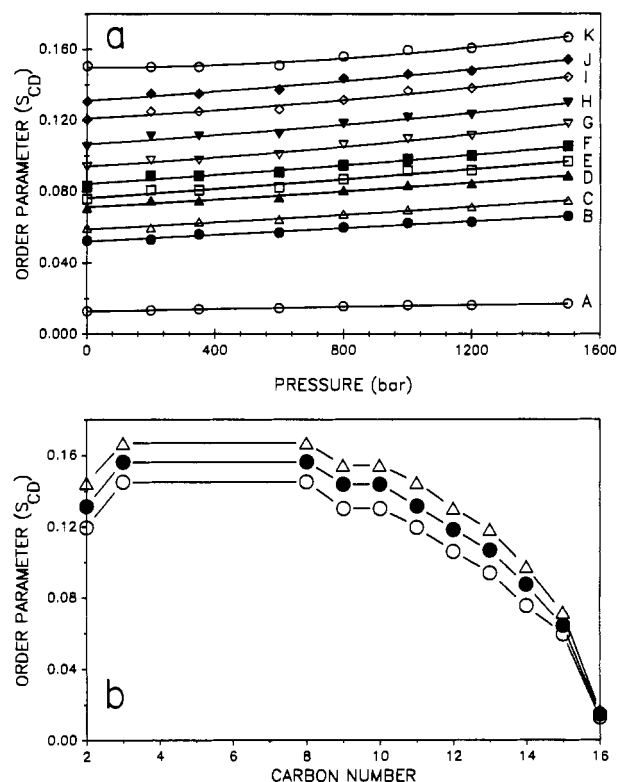 a
0.160
0.120
0.080
0.040
0.000
ORDER PARAMETER (S_CD)
K
J
I
H
G
F
E
D
C
B
A
0 400 800 1200 1600
PRESSURE (bar)
0.16
0.12
0.08
0.04
0.00
ORDER PARAMETER (S_CD)
b
2 4 6 8 10 12 14 16
CARBON NUMBER